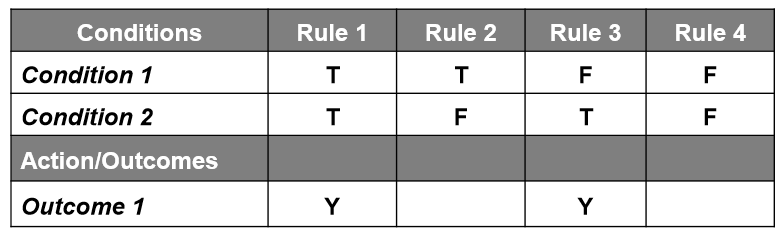 Conditions Rule 1 Rule 2 Rule 3 Rule 4
Condition 1 T T F F
Condition 2 T F T F
Action/Outcomes
Outcome 1 Y Y